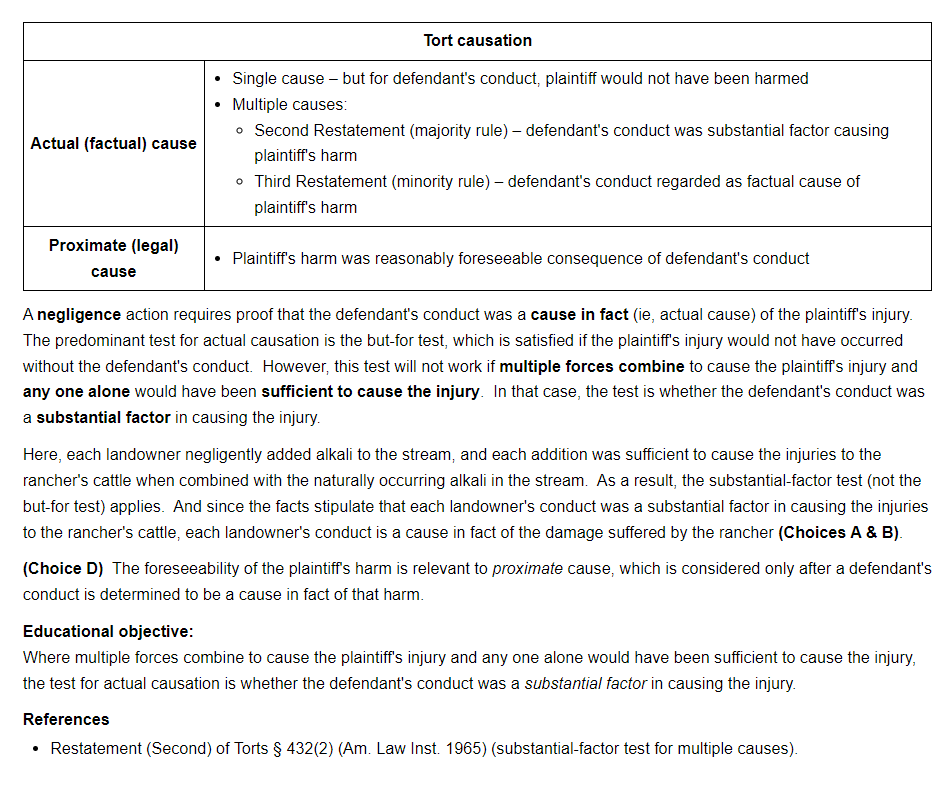 Tort causation
Actual (factual) cause
• Single cause – but for defendant's conduct, plaintiff would not have been harmed
• Multiple causes:
○ Second Restatement (majority rule) – defendant's conduct was substantial factor causing
plaintiff's harm
○ Third Restatement (minority rule) – defendant's conduct regarded as factual cause of
plaintiff's harm
Proximate (legal)
cause
• Plaintiff's harm was reasonably foreseeable consequence of defendant's conduct
A negligence action requires proof that the defendant's conduct was a cause in fact (ie, actual cause) of the plaintiff's injury.
The predominant test for actual causation is the but-for test, which is satisfied if the plaintiff's injury would not have occurred
without the defendant's conduct. However, this test will not work if multiple forces combine to cause the plaintiff's injury and
any one alone would have been sufficient to cause the injury. In that case, the test is whether the defendant's conduct was
a substantial factor in causing the injury.
Here, each landowner negligently added alkali to the stream, and each addition was sufficient to cause the injuries to the
rancher's cattle when combined with the naturally occurring alkali in the stream. As a result, the substantial-factor test (not the
but-for test) applies. And since the facts stipulate that each landowner's conduct was a substantial factor in causing the injuries
to the rancher's cattle, each landowner's conduct is a cause in fact of the damage suffered by the rancher (Choices A & B).
(Choice D) The foreseeability of the plaintiff's harm is relevant to proximate cause, which is considered only after a defendant's
conduct is determined to be a cause in fact of that harm.
Educational objective:
Where multiple forces combine to cause the plaintiff's injury and any one alone would have been sufficient to cause the injury,
the test for actual causation is whether the defendant's conduct was a substantial factor in causing the injury.
References
• Restatement (Second) of Torts § 432(2) (Am. Law Inst. 1965) (substantial-factor test for multiple causes).